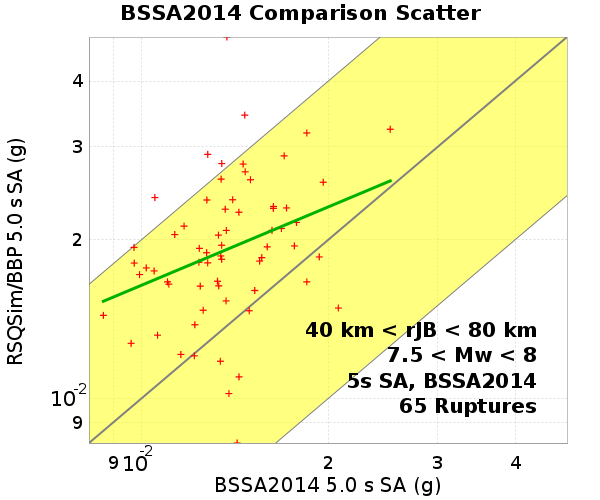 BSSA2014 Comparison Scatter
RSQSim/BBP 5.0 s SA (g)
4
3
2
10-2
9
40 km < rJB < 80 km
7.5 < Mw < 8
5s SA, BSSA2014
65 Ruptures
9 10-2 2 3 4
BSSA2014 5.0 s SA (g)